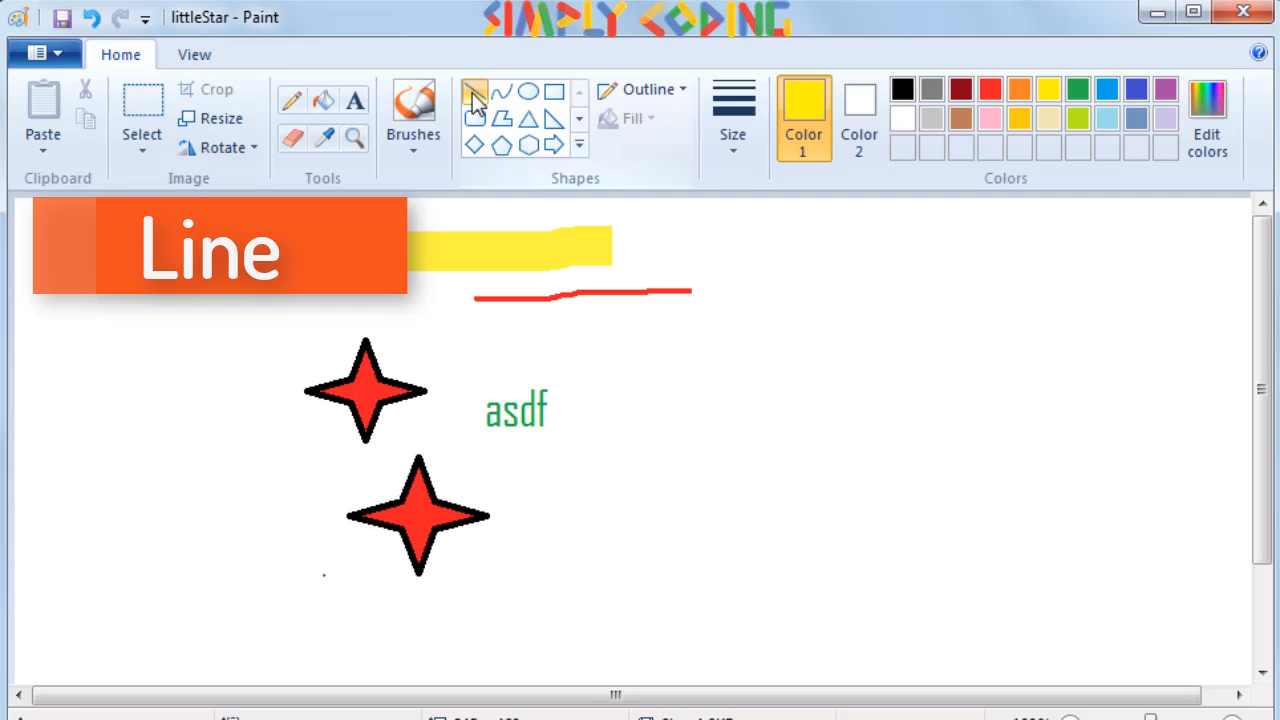 littleStar - Paint
SIMPLY CODING
Home
View
Paste
Clipboard
Select
Crop
Resize
Rotate
Image
A
Tools
Brushes
Shapes
Outline
Fill
Size
Color 1
Color 2
Edit colors
Colors
Line
asdf